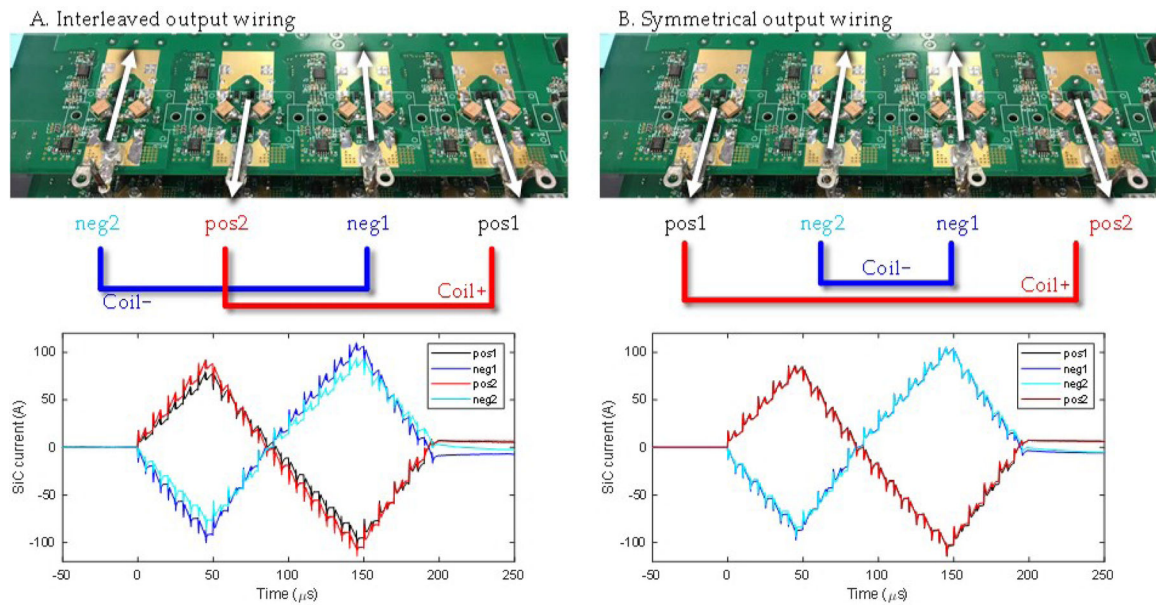 A. Interleaved output wiring
neg2 pos2 neg1 pos1
Coil−
Coil+
100
50
0
-50
-100
SiC current (A)
pos1
neg1
pos2
neg2
-50 0 50 100 150 200 250
Time (μs)
B. Symmetrical output wiring
pos1 neg2 neg1 pos2
Coil−
Coil+
100
50
0
-50
-100
SiC current (A)
pos1
neg1
neg2
pos2
-50 0 50 100 150 200 250
Time (μs)